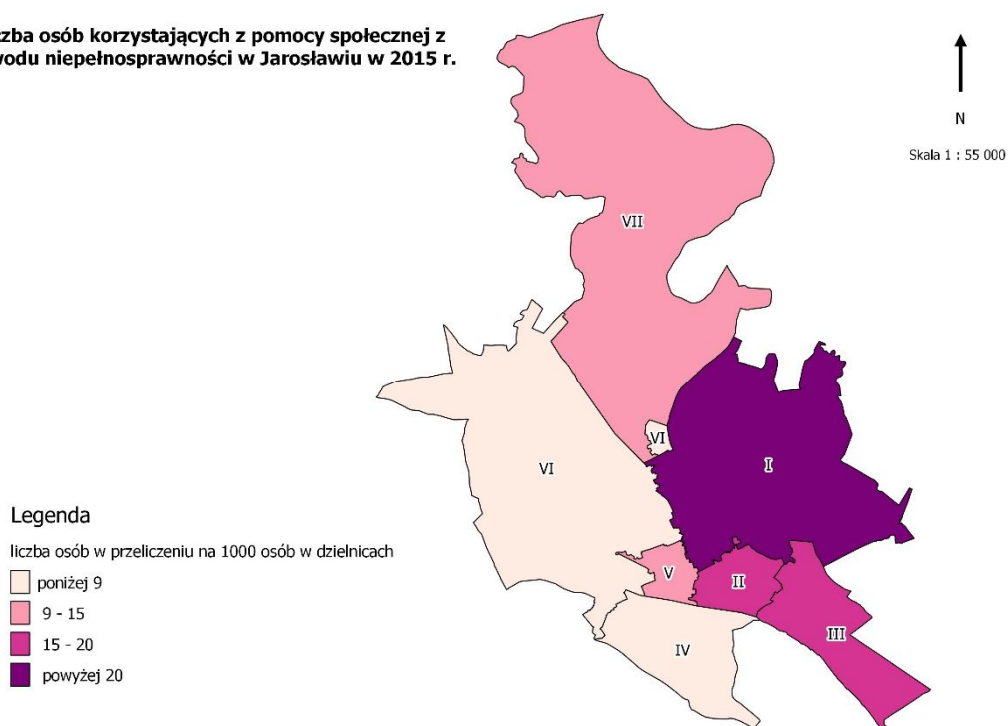 zba osób korzystających z pomocy społecznej z
wodu niepełnosprawności w Jarosławiu w 2015 r.
N
Skala 1 : 55 000
VII
VI
I
VI
V
II
III
IV
Legenda
liczba osób w przeliczeniu na 1000 osób w dzielnicach
poniżej 9
9 - 15
15 - 20
powyżej 20